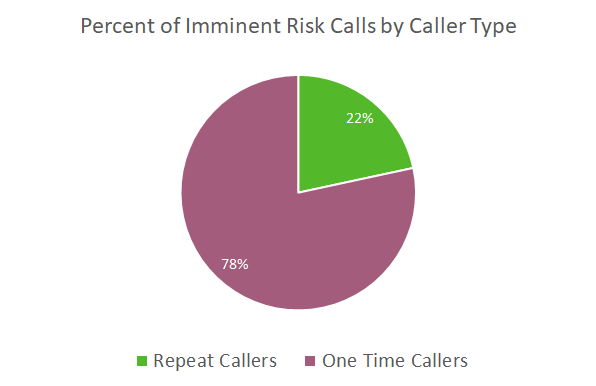 Percent of Imminent Risk Calls by Caller Type
22%
78%
Repeat Callers One Time Callers